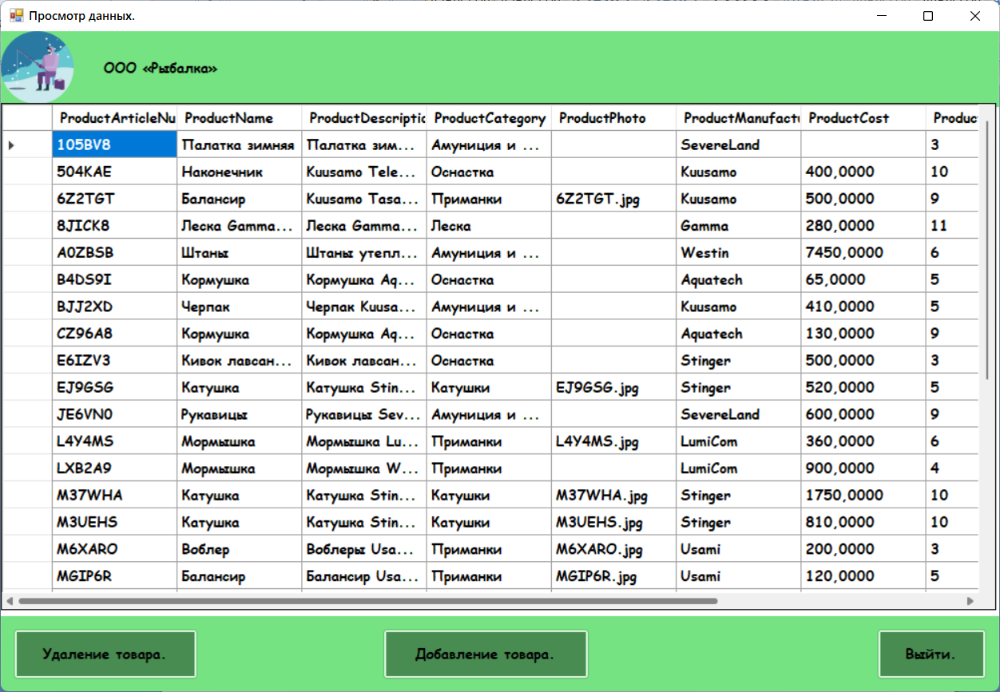 Просмотр данных.
ООО «Рыбалка»
ProductArticleNu ProductName ProductDescriptic ProductCategory ProductPhoto ProductManufactu ProductCost Produc
105BV8 Палатка зимняя Палатка зим... Амуниция и ... SevereLand 3
504KAE Наконечник Kuusamo Tele... Оснастка Kuusamo 400,0000 10
6Z2TGT Балансир Kuusamo Tasa... Приманки 6Z2TGT.jpg Kuusamo 500,0000 9
8JICK8 Леска Gamma... Леска Gamma... Леска Gamma 280,0000 11
A0ZBSB Штаны Штаны утепл... Амуниция и ... Westin 7450,0000 6
B4DS9I Кормушка Кормушка Aq... Оснастка Aquatech 65,0000 5
BJJ2XD Черпак Черпак Kuusa... Амуниция и ... Kuusamo 410,0000 5
CZ96A8 Кормушка Кормушка Aq... Оснастка Aquatech 130,0000 9
E6IZV3 Кивок лавсан... Кивок лавсан... Оснастка Stinger 500,0000 3
EJ9GSG Катушка Катушка Stin... Катушки EJ9GSG.jpg Stinger 520,0000 5
JE6VN0 Рукавицы Рукавицы Sev... Амуниция и ... SevereLand 600,0000 9
L4Y4MS Мормышка Мормышка Lu... Приманки L4Y4MS.jpg LumiCom 360,0000 6
LXB2A9 Мормышка Мормышка W... Приманки LumiCom 900,0000 4
M37WHA Катушка Катушка Stin... Катушки M37WHA.jpg Stinger 1750,0000 10
M3UEHS Катушка Катушка Stin... Катушки M3UEHS.jpg Stinger 810,0000 10
M6XARO Воблер Воблеры Usa... Приманки M6XARO.jpg Usami 200,0000 3
MGIP6R Балансир Балансир Usa... Приманки MGIP6R.jpg Usami 120,0000 5
Удаление товара. Добавление товара. Выйти.